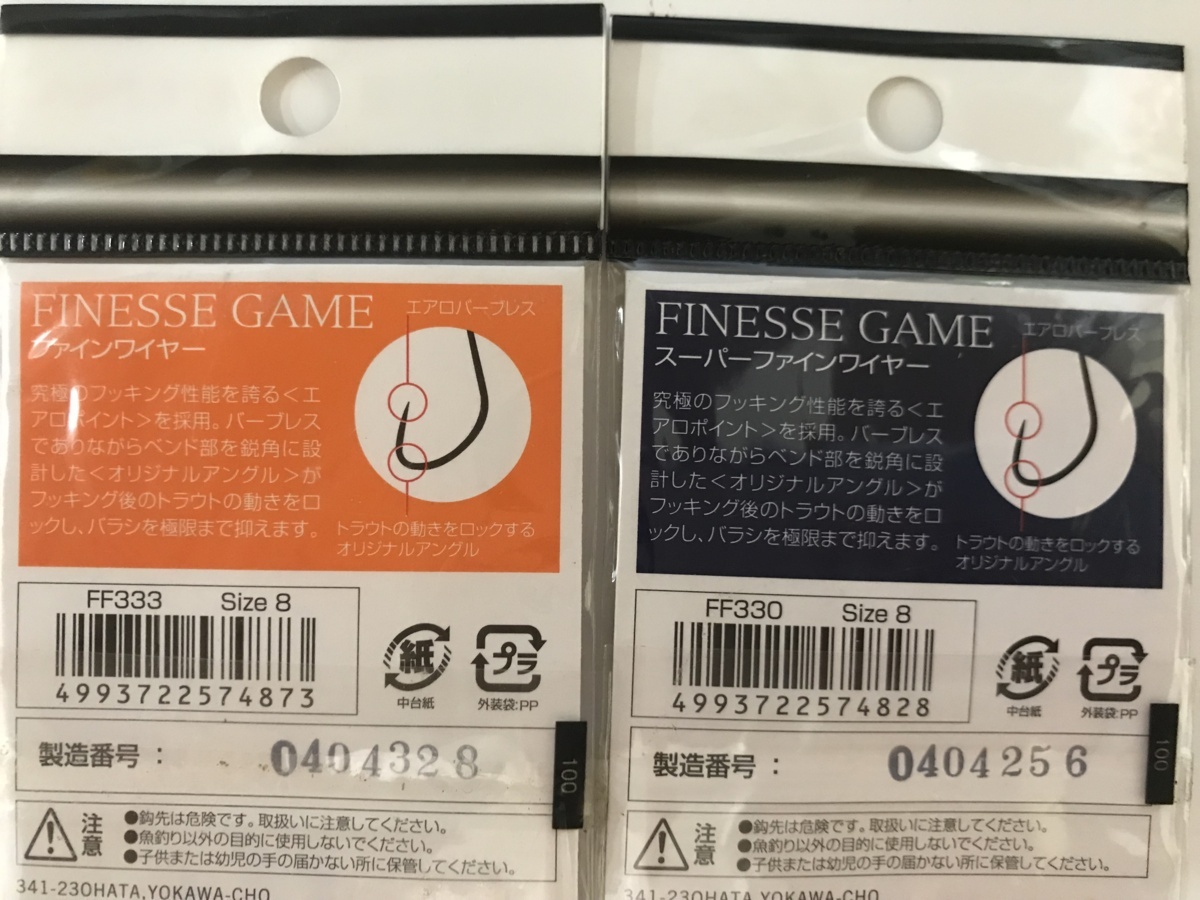 FINESSE GAME
エアロバーブレス
ファインワイヤー
究極のフッキング性能を誇る<エ
アロポイント>を採用。バーブレス
でありながらベンド部を鋭角に設
計した<オリジナルアングル>が
フッキング後のトラウトの動きをロ
ックし、バラシを極限まで抑えます。
トラウトの動きをロックする
オリジナルアングル
FF333 Size 8
4993722574873
紙
中台紙
プラ
外装袋:PP
製造番号：
0404328
100
注意
●鈎先は危険です。取扱いに注意してください。
●魚釣り以外の目的に使用しないでください。
●子供または幼児の手の届かない所に保管してください。
341-230HATA,YOKAWA-CHO
FINESSE GAME
エアロバーブレス
スーパーファインワイヤー
究極のフッキング性能を誇る<エ
アロポイント>を採用。バーブレス
でありながらベンド部を鋭角に設
計した<オリジナルアングル>が
フッキング後のトラウトの動きをロ
ックし、バラシを極限まで抑えます。
トラウトの動きをロックする
オリジナルアングル
FF330 Size 8
4993722574828
紙
中台紙
プラ
外装袋:PP
製造番号：
0404256
100
注意
●鈎先は危険です。取扱いに注意してください。
●魚釣り以外の目的に使用しないでください。
●子供または幼児の手の届かない所に保管してください。
341-230HATA,YOKAWA-CHO